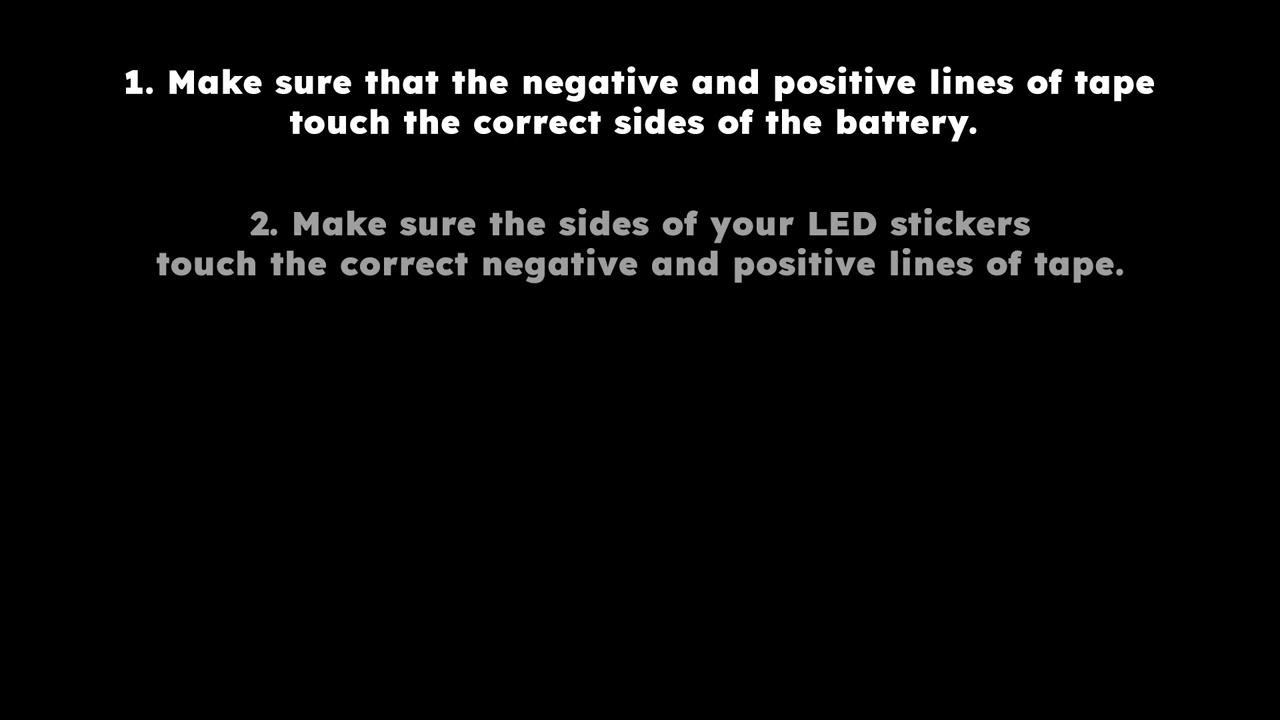 1. Make sure that the negative and positive lines of tape
touch the correct sides of the battery.
2. Make sure the sides of your LED stickers
touch the correct negative and positive lines of tape.